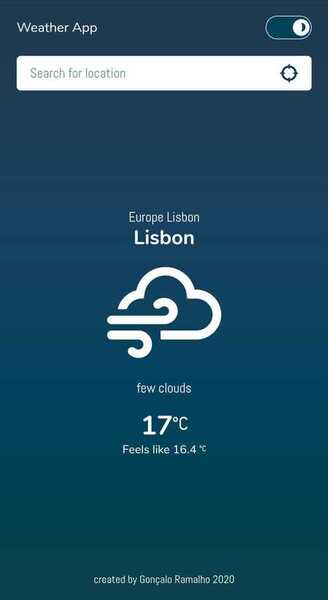 Weather App
Search for location
Europe Lisbon
Lisbon
few clouds
17°C
Feels like 16.4 °C
created by Gonçalo Ramalho 2020